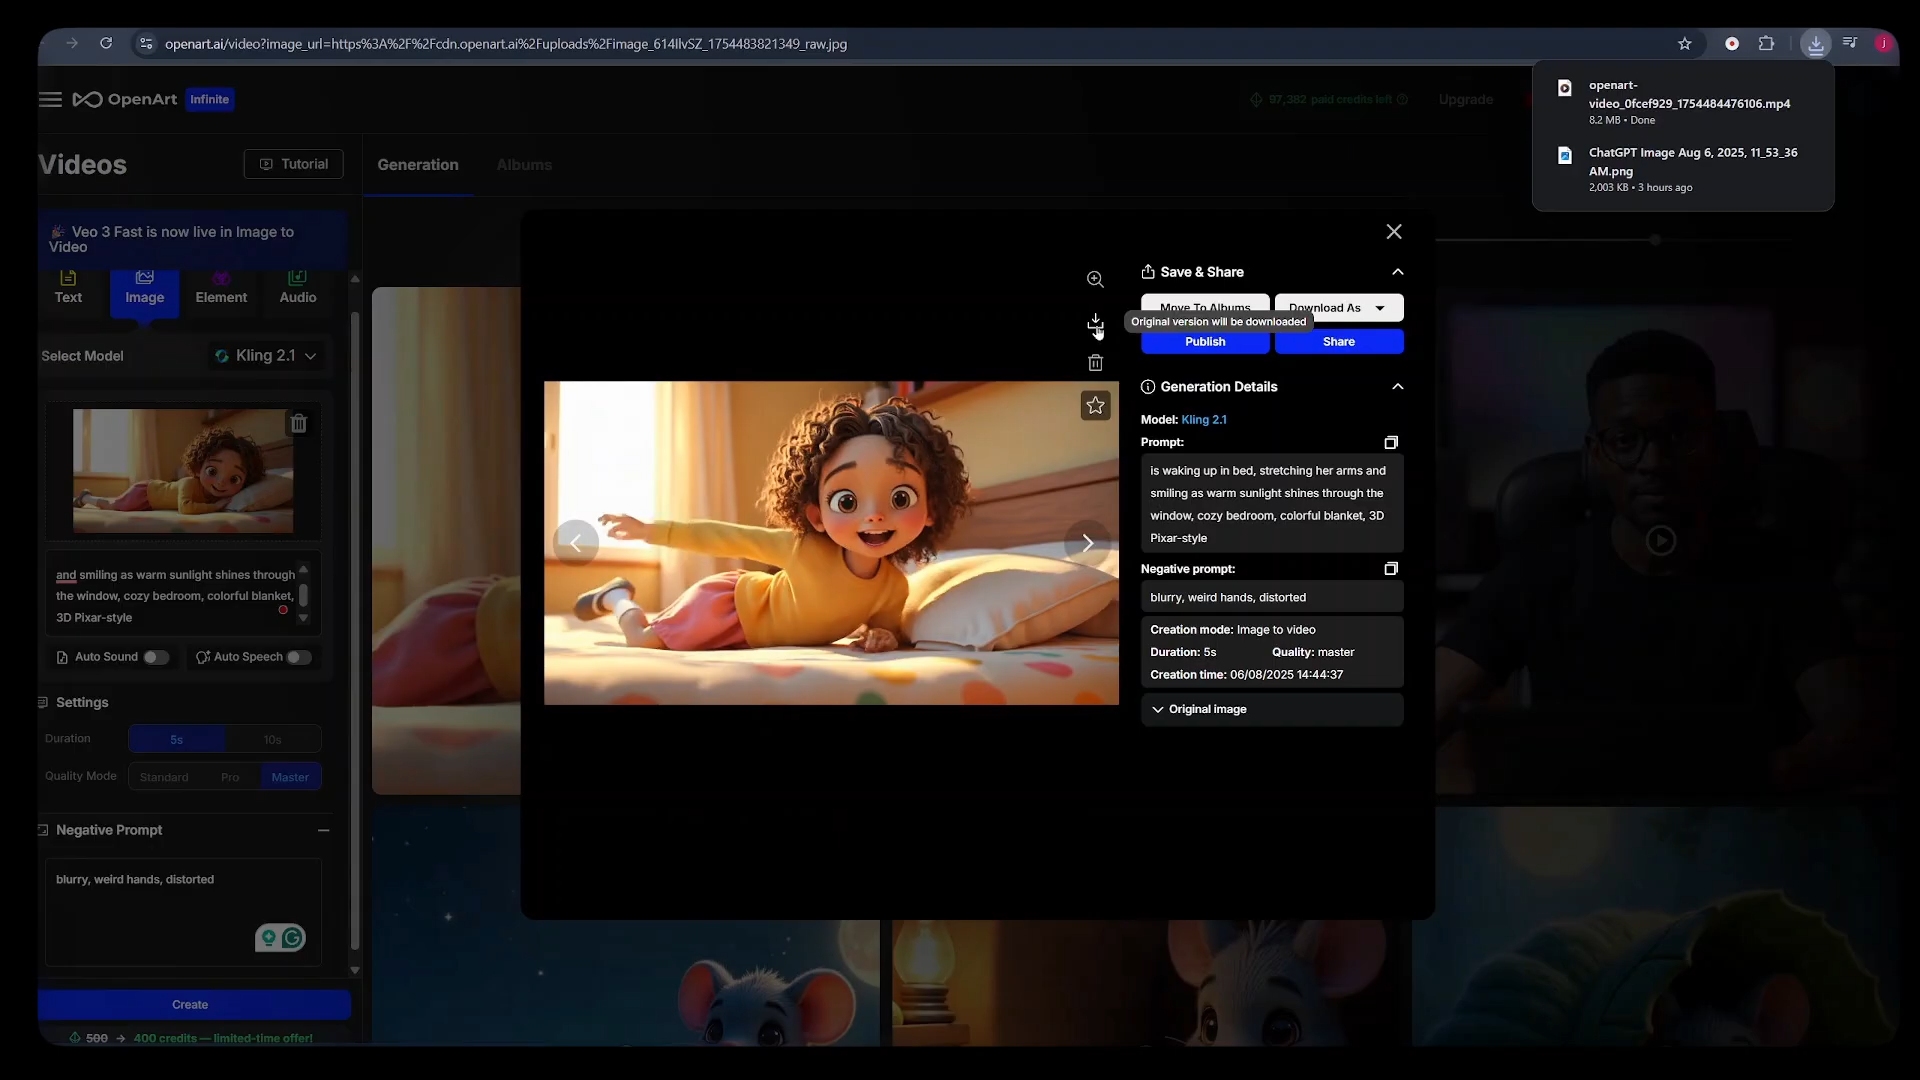 openart.ai/video?image_url=https%3A%2F%2Fcdn.openart.ai%2Fuploads%2Fimage_614IlvSZ_1754483821349_raw.jpg
j
openart-
video_0fcef929_1754484476106.mp4
8.2 MB • Done
ChatGPT Image Aug 6, 2025, 11_53_36
AM.png
2,003 KB • 3 hours ago
OpenArt Infinite
97,382 paid credits left
Upgrade
Videos
Tutorial
Generation
Albums
Veo 3 Fast is now live in Image to
Video
Text
Image
Element
Audio
Select Model
Kling 2.1
and smiling as warm sunlight shines through
the window, cozy bedroom, colorful blanket,
3D Pixar-style
Auto Sound
Auto Speech
Settings
Duration
5s
10s
Quality Mode
Standard
Pro
Master
Negative Prompt
blurry, weird hands, distorted
Create
500 → 400 credits — limited-time offer!
Save & Share
Move To Albums
Download As
Original version will be downloaded
Publish
Share
Generation Details
Model: Kling 2.1
Prompt:
is waking up in bed, stretching her arms and
smiling as warm sunlight shines through the
window, cozy bedroom, colorful blanket, 3D
Pixar-style
Negative prompt:
blurry, weird hands, distorted
Creation mode: Image to video
Duration: 5s
Quality: master
Creation time: 06/08/2025 14:44:37
Original image